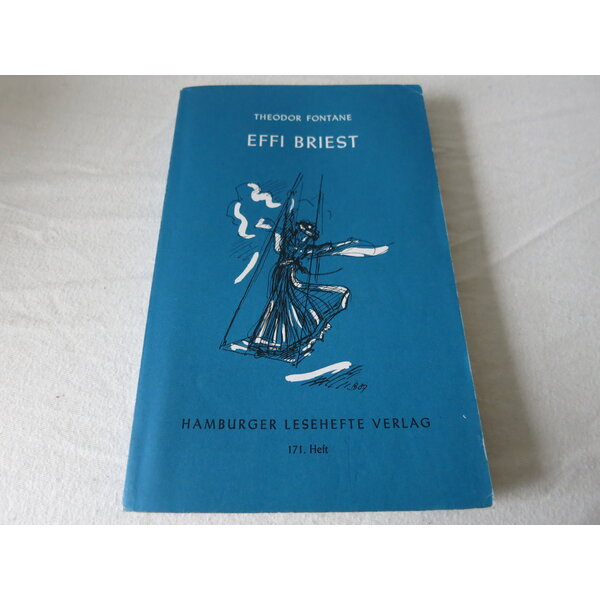 THEODOR FONTANE
EFFI BRIEST
HAMBURGER LESEHEFTE VERLAG
171. Heft